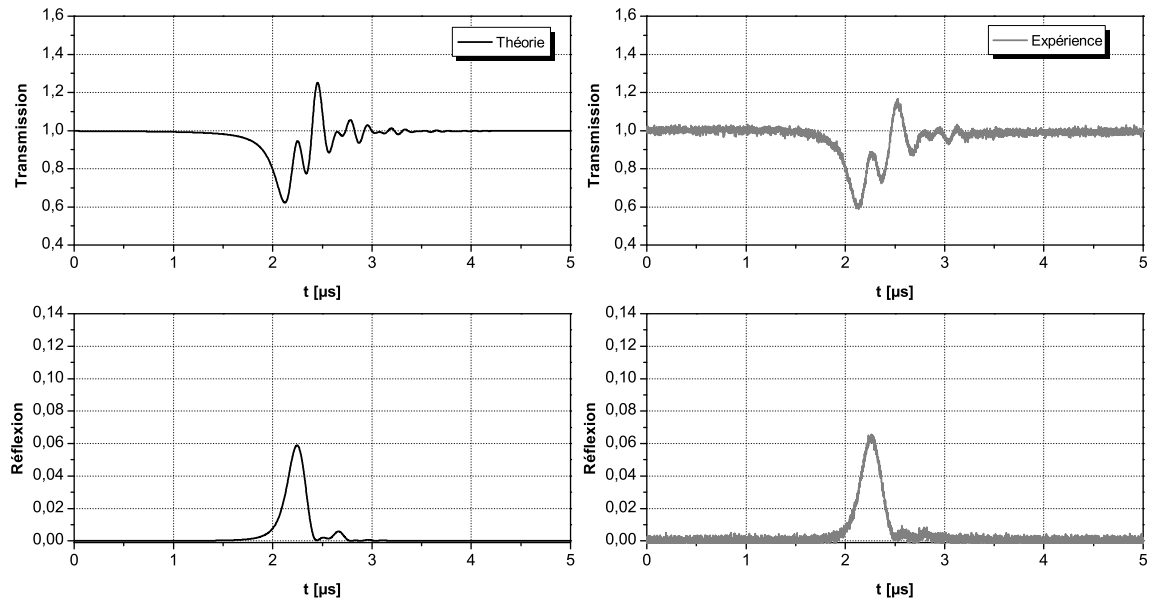 1,6
1,4
1,2
1,0
0,8
0,6
0,4
Transmission
Théorie
0 1 2 3 4 5
t [µs]
1,6
1,4
1,2
1,0
0,8
0,6
0,4
Transmission
Expérience
0 1 2 3 4 5
t [µs]
0,14
0,12
0,10
0,08
0,06
0,04
0,02
0,00
Réflexion
0 1 2 3 4 5
t [µs]
0,14
0,12
0,10
0,08
0,06
0,04
0,02
0,00
Réflexion
0 1 2 3 4 5
t [µs]